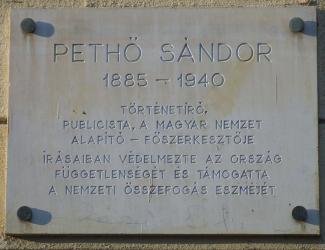 PETHŐ SÁNDOR
1885 – 1940
TÖRTÉNETÍRÓ,
PUBLICISTA, A MAGYAR NEMZET
ALAPÍTÓ – FŐSZERKESZTŐJE
ÍRÁSAIBAN VÉDELMEZTE AZ ORSZÁG
FÜGGETLENSÉGÉT ÉS TÁMOGATTA
A NEMZETI ÖSSZEFOGÁS ESZMÉJÉT